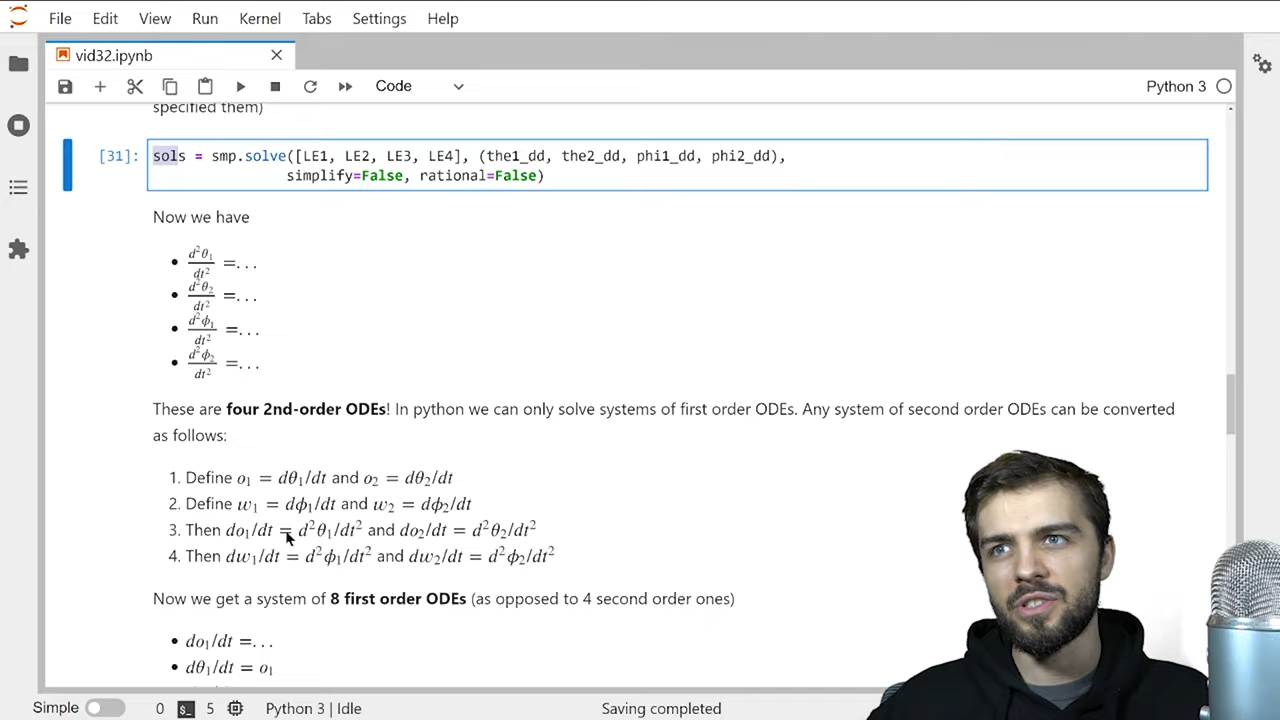 File Edit View Run Kernel Tabs Settings Help
vid32.ipynb
Code
Python 3
specified them)
[31]: sols = smp.solve([LE1, LE2, LE3, LE4], (the1_dd, the2_dd, phi1_dd, phi2_dd),
simplify=False, rational=False)
Now we have
• d²θ₁/dt² =...
• d²θ₂/dt² =...
• d²ϕ₁/dt² =...
• d²ϕ₂/dt² =...
These are four 2nd-order ODEs! In python we can only solve systems of first order ODEs. Any system of second order ODEs can be converted
as follows:
1. Define o₁ = dθ₁/dt and o₂ = dθ₂/dt
2. Define w₁ = dϕ₁/dt and w₂ = dϕ₂/dt
3. Then do₁/dt = d²θ₁/dt² and do₂/dt = d²θ₂/dt²
4. Then dw₁/dt = d²ϕ₁/dt² and dw₂/dt = d²ϕ₂/dt²
Now we get a system of 8 first order ODEs (as opposed to 4 second order ones)
• do₁/dt =...
• dθ₁/dt = o₁
Simple 0 5 Python 3 | Idle Saving completed